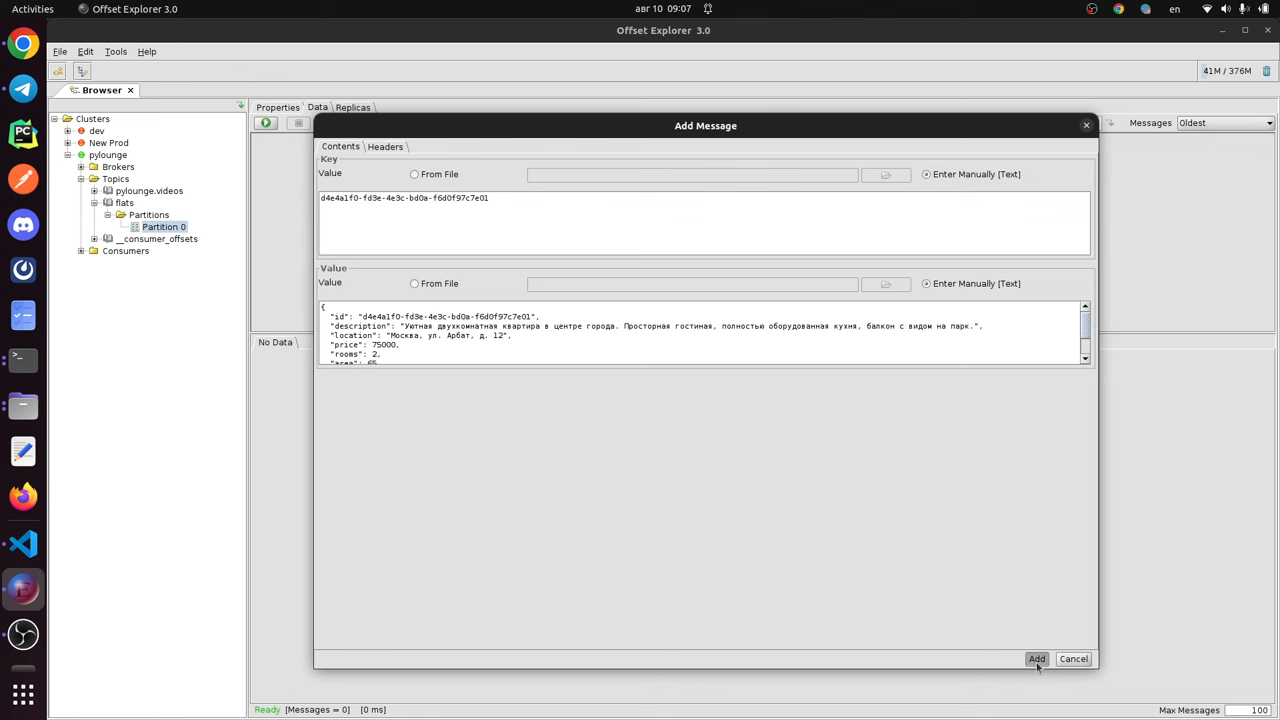 Activities
Offset Explorer 3.0
авг 10 09:07
en
Offset Explorer 3.0
File Edit Tools Help
41M / 376M
Browser
Clusters
dev
New Prod
pylounge
Brokers
Topics
pylounge.videos
flats
Partitions
Partition 0
__consumer_offsets
Consumers
Properties Data Replicas
Messages Oldest
No Data
Add Message
Contents Headers
Key
Value From File Enter Manually [Text]
d4e4a1f0-fd3e-4e3c-bd0a-f6d0f97c7e01
Value
Value From File Enter Manually [Text]
{
"id": "d4e4a1f0-fd3e-4e3c-bd0a-f6d0f97c7e01",
"description": "Уютная двухкомнатная квартира в центре города. Просторная гостиная, полностью оборудованная кухня, балкон с видом на парк.",
"location": "Москва, ул. Арбат, д. 12",
"price": 75000,
"rooms": 2,
"area": 65
Add Cancel
Ready [Messages = 0] [0 ms]
Max Messages 100